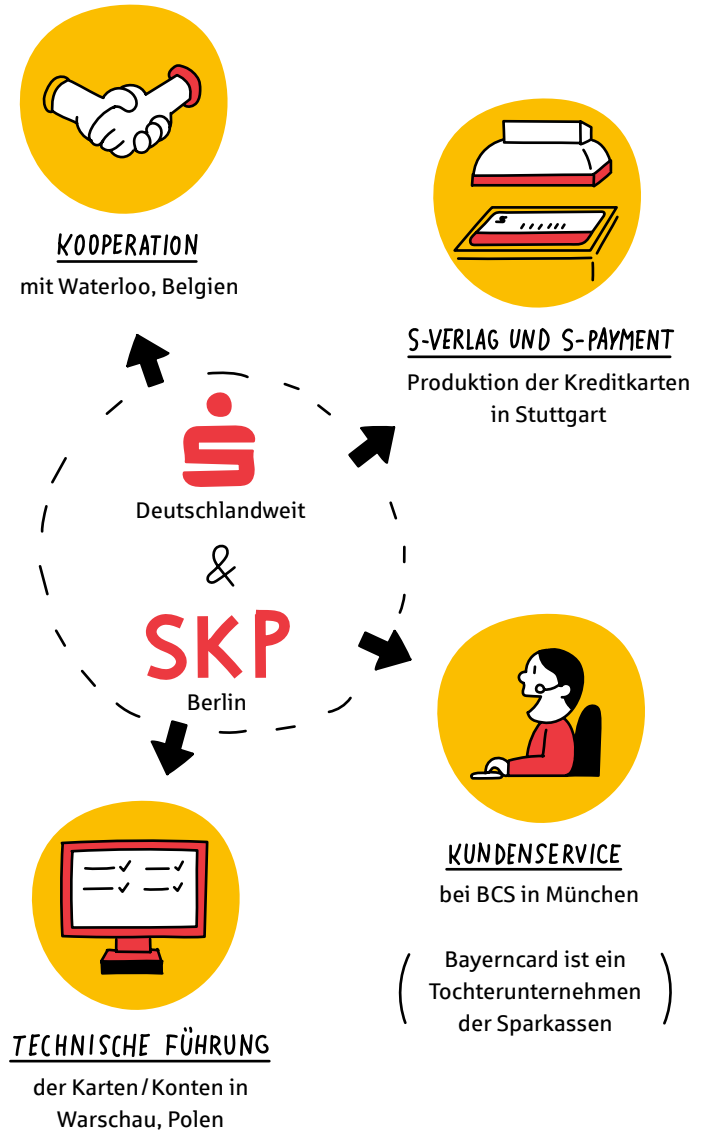 KOOPERATION
mit Waterloo, Belgien
S-VERLAG UND S-PAYMENT
Produktion der Kreditkarten
in Stuttgart
Deutschlandweit
&
SKP
Berlin
KUNDENSERVICE
bei BCS in München
(Bayerncard ist ein
Tochterunternehmen
der Sparkassen)
TECHNISCHE FÜHRUNG
der Karten/Konten in
Warschau, Polen